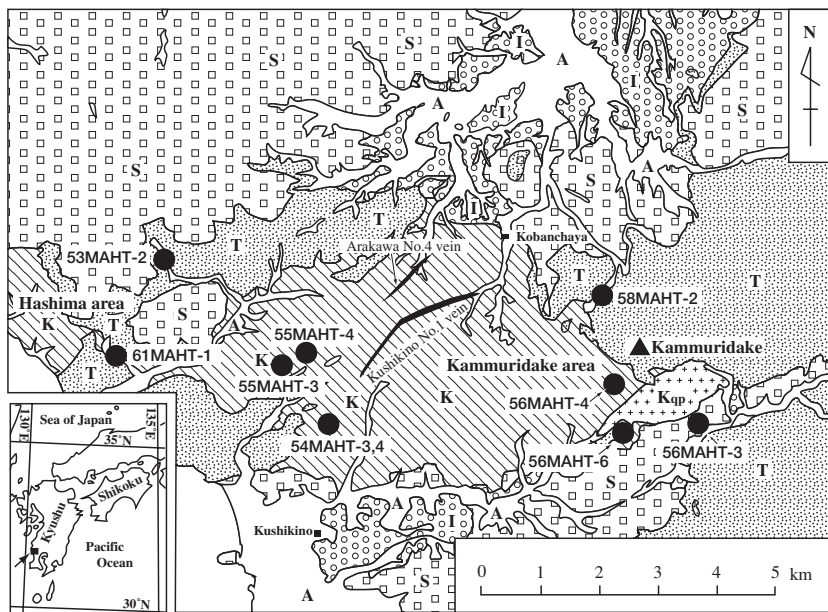 N
S
S
I
A
I
A
I
S
S
A
S
T
I
Kobanchaya
Arakawa No.4 vein
53MAHT-2
T
T
Hashima area
K
T
S
A
58MAHT-2
55MAHT-4
Kushikino No.1 vein
Kammuridake
61MAHT-1
K
Kammuridake area
T
55MAHT-3
K
56MAHT-4
Kqp
K
54MAHT-3,4
56MAHT-6
56MAHT-3
S
T
A
Kushikino
I
A
A
S
130°E
135°E
Sea of Japan
35°N
Shikoku
Kyushu
Pacific
Ocean
30°N
0 1 2 3 4 5
km